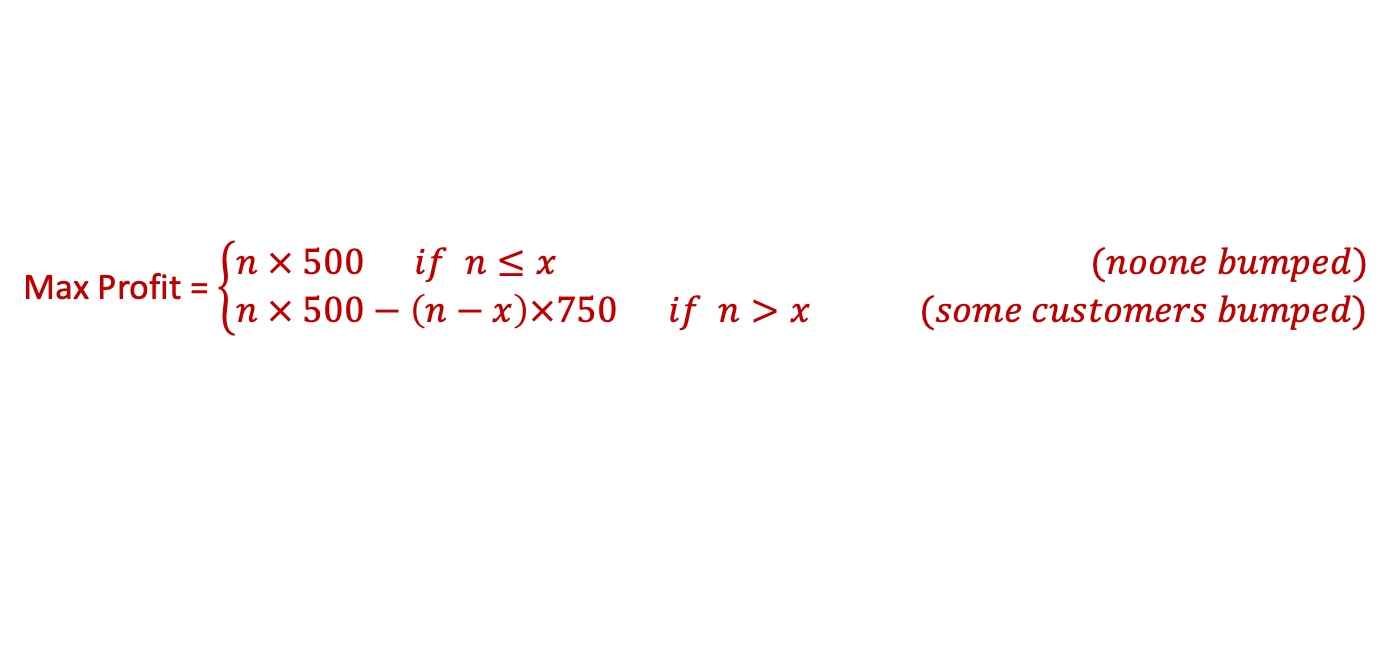 Max Profit = {n × 500 if n ≤ x (noone bumped)
n × 500 − (n − x)×750 if n > x (some customers bumped)